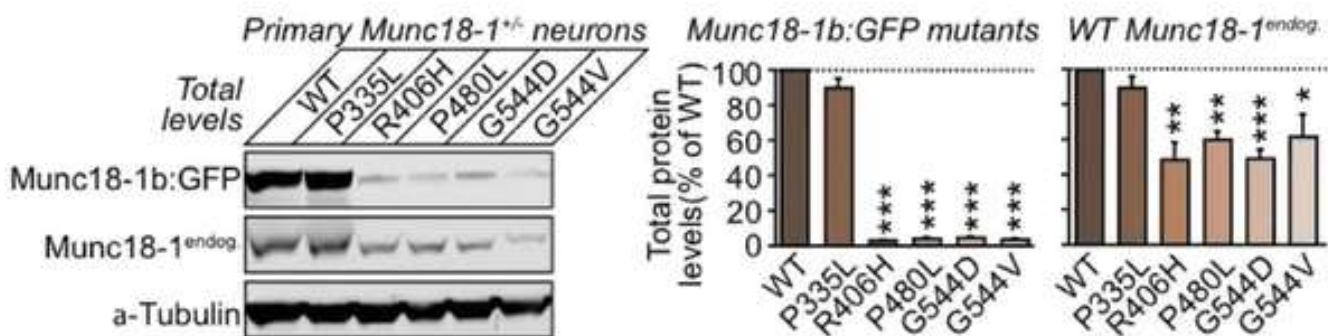 Primary Munc18-1+/- neurons
Total levels
WT
P335L
R406H
P480L
G544D
G544V
Munc18-1b:GFP
Munc18-1endog.
a-Tubulin
Munc18-1b:GFP mutants
Total protein
levels(% of WT)
100
80
60
40
20
0
***
***
***
***
WT
P335L
R406H
P480L
G544D
G544V
WT Munc18-1endog.
**
**
***
*
WT
P335L
R406H
P480L
G544D
G544V